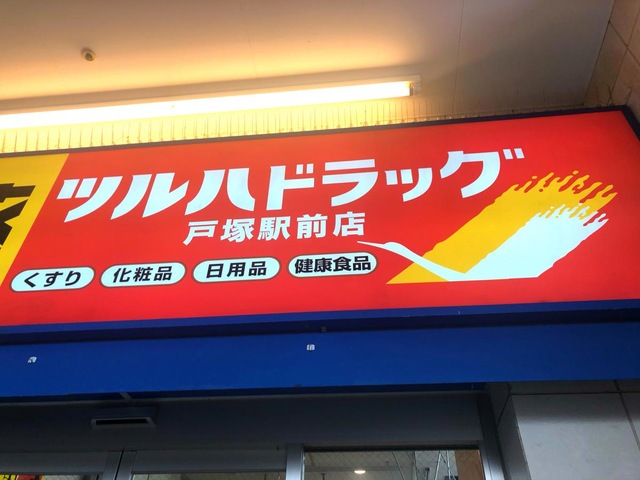 ツルハドラッグ
戸塚駅前店
くすり 化粧品 日用品 健康食品